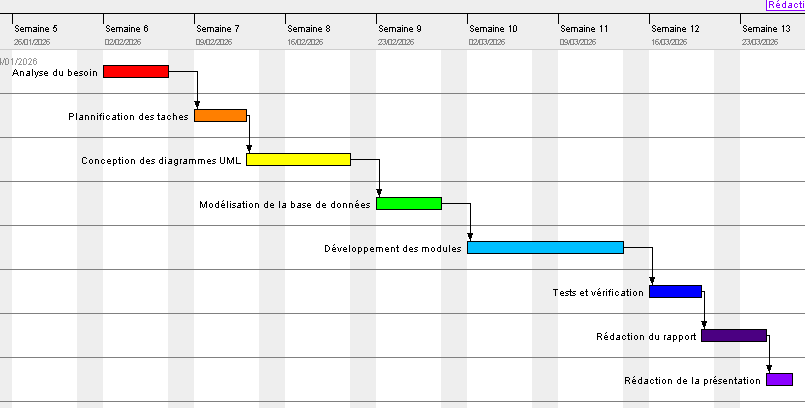 Rédacti
Semaine 5
Semaine 6
Semaine 7
Semaine 8
Semaine 9
Semaine 10
Semaine 11
Semaine 12
Semaine 13
26/01/2026
02/02/2026
09/02/2026
16/02/2026
23/02/2026
02/03/2026
09/03/2026
16/03/2026
23/03/2026
/01/2026
Analyse du besoin
Plannification des taches
Conception des diagrammes UML
Modélisation de la base de données
Développement des modules
Tests et vérification
Rédaction du rapport
Rédaction de la présentation